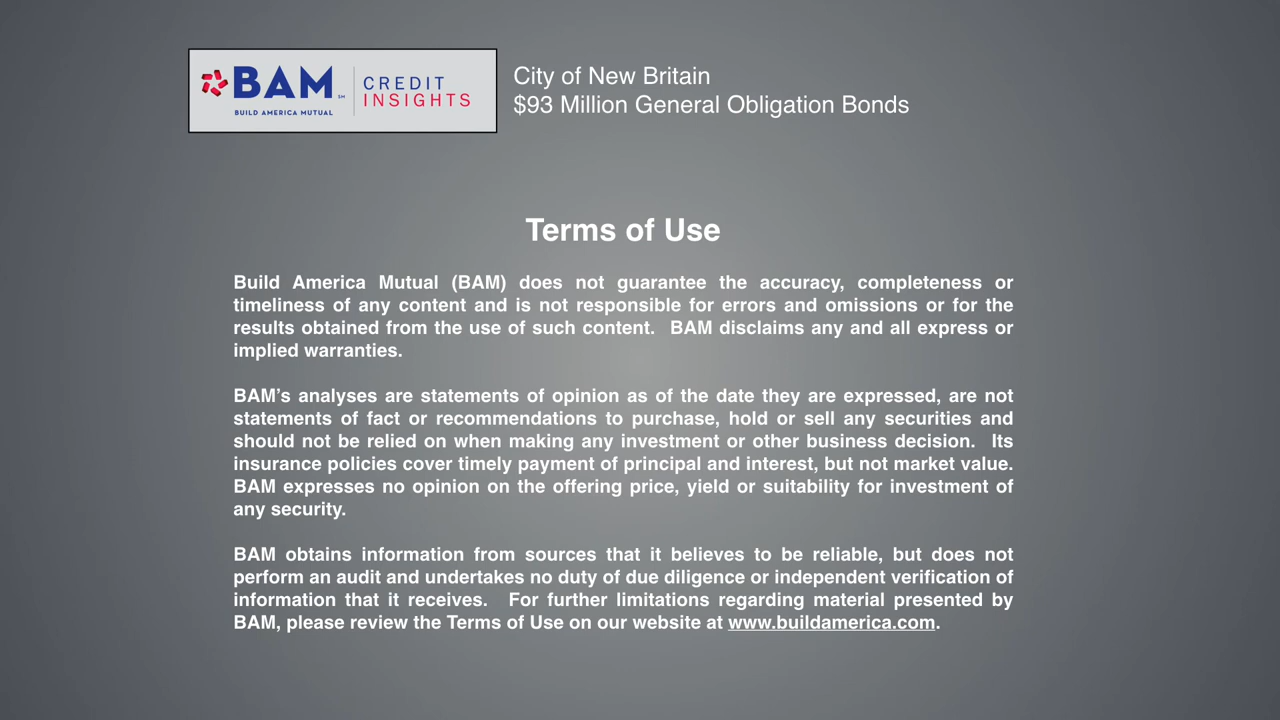 BAM SM
BUILD AMERICA MUTUAL
CREDIT
INSIGHTS
City of New Britain
$93 Million General Obligation Bonds
Terms of Use
Build America Mutual (BAM) does not guarantee the accuracy, completeness or
timeliness of any content and is not responsible for errors and omissions or for the
results obtained from the use of such content.  BAM disclaims any and all express or
implied warranties.
BAM’s analyses are statements of opinion as of the date they are expressed, are not
statements of fact or recommendations to purchase, hold or sell any securities and
should not be relied on when making any investment or other business decision.  Its
insurance policies cover timely payment of principal and interest, but not market value.
BAM expresses no opinion on the offering price, yield or suitability for investment of
any security.
BAM obtains information from sources that it believes to be reliable, but does not
perform an audit and undertakes no duty of due diligence or independent verification of
information that it receives.  For further limitations regarding material presented by
BAM, please review the Terms of Use on our website at www.buildamerica.com.